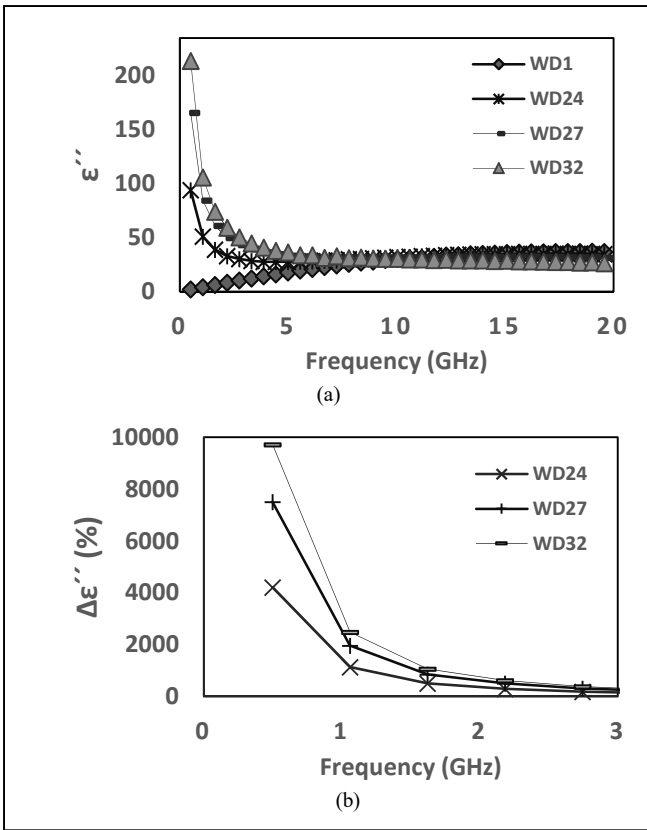 200
150
100
50
0
ε´´
WD1
WD24
WD27
WD32
0 5 10 15 20
Frequency (GHz)
(a)
10000
8000
6000
4000
2000
0
Δε´´ (%)
WD24
WD27
WD32
0 1 2 3
Frequency (GHz)
(b)